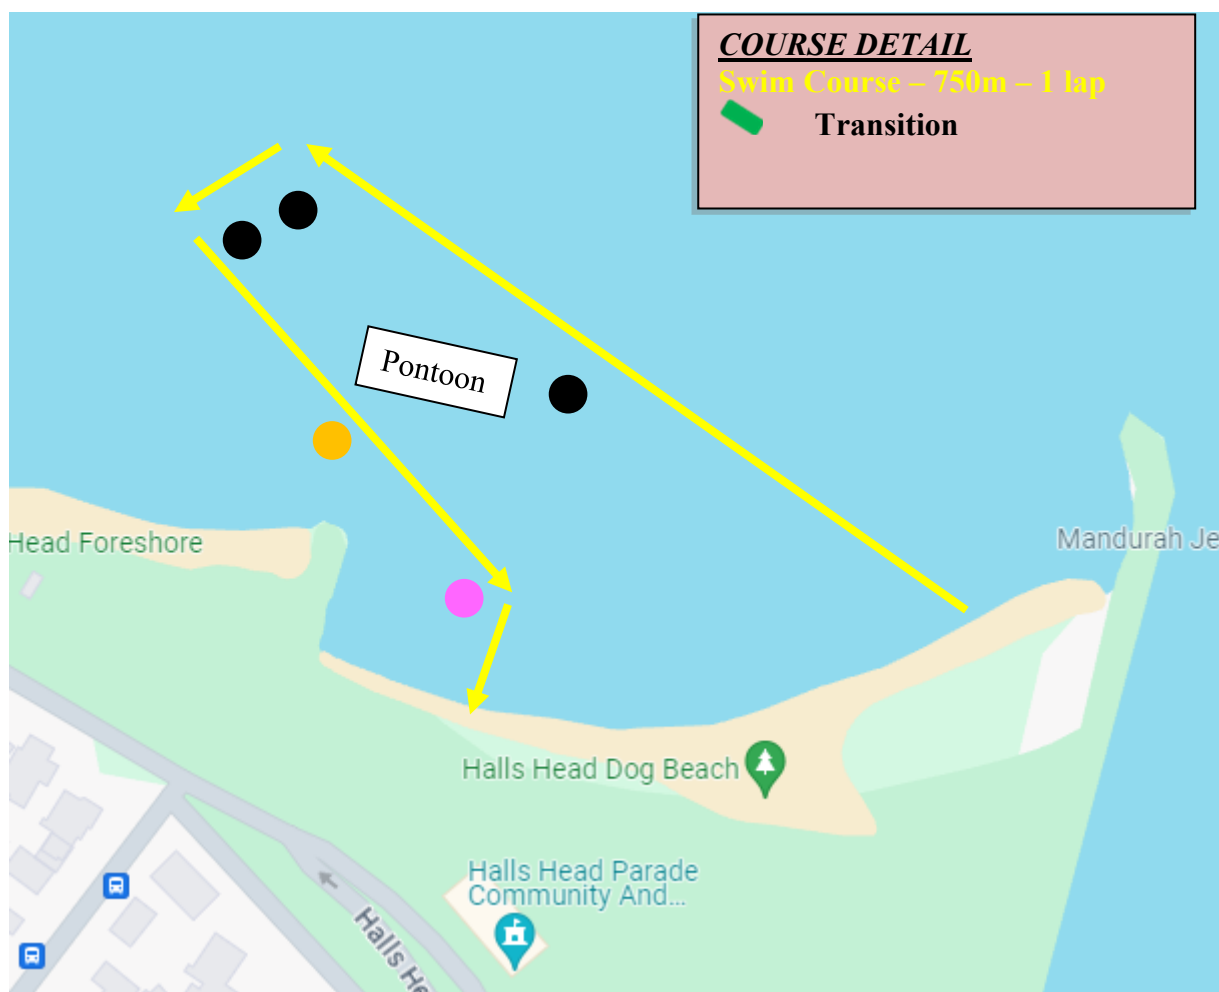 COURSE DETAIL
Swim Course – 750m – 1 lap
Transition
Pontoon
Head Foreshore
Mandurah Je
Halls Head Dog Beach
Halls Head Parade
Community And...
Halls He